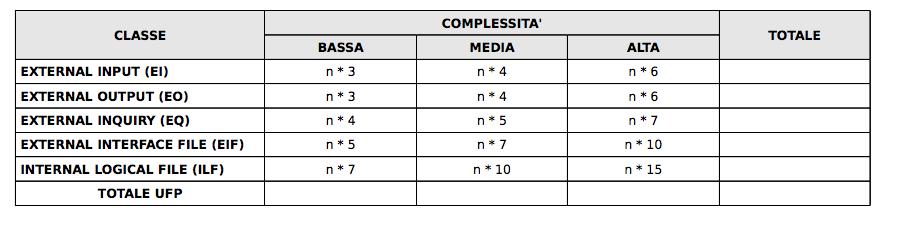 CLASSE COMPLESSITA' TOTALE
BASSA MEDIA ALTA
EXTERNAL INPUT (EI) n * 3 n * 4 n * 6
EXTERNAL OUTPUT (EO) n * 3 n * 4 n * 6
EXTERNAL INQUIRY (EQ) n * 4 n * 5 n * 7
EXTERNAL INTERFACE FILE (EIF) n * 5 n * 7 n * 10
INTERNAL LOGICAL FILE (ILF) n * 7 n * 10 n * 15
TOTALE UFP